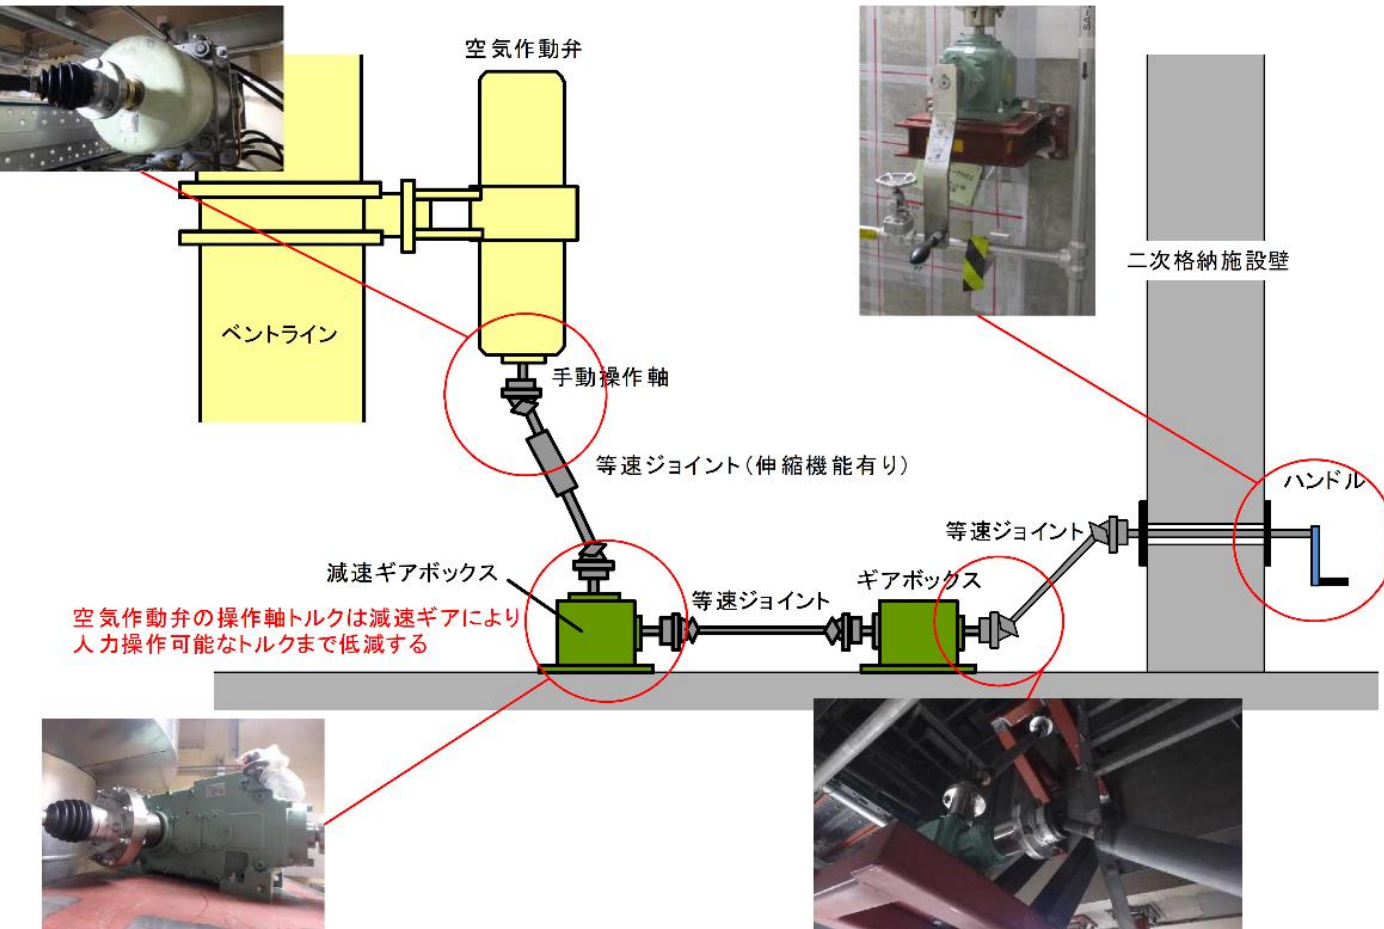 空気作動弁
二次格納施設壁
ベントライン
手動操作軸
等速ジョイント(伸縮機能有り)
ハンドル
等速ジョイント
減速ギアボックス
ギアボックス
等速ジョイント
空気作動弁の操作軸トルクは減速ギアにより
人力操作可能なトルクまで低減する